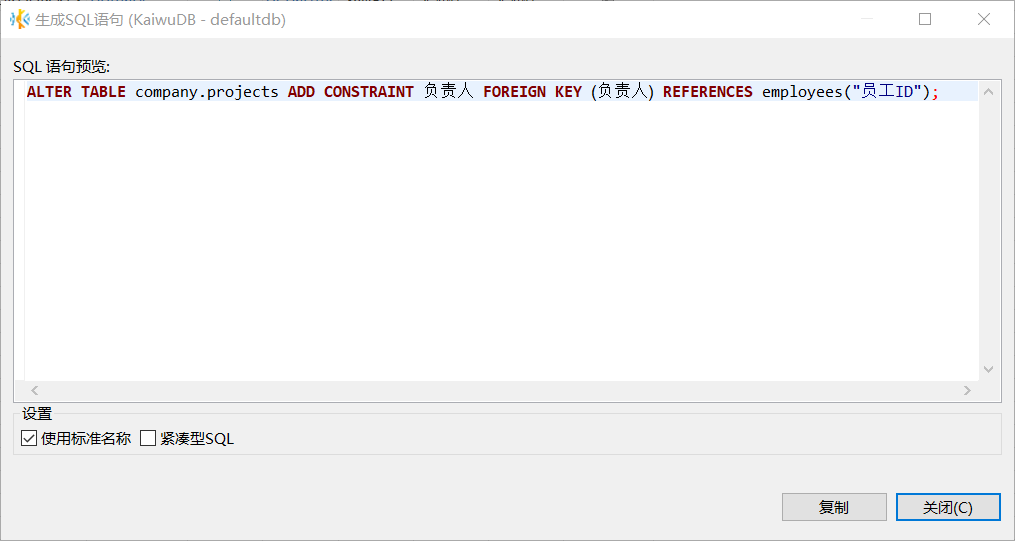 生成SQL语句 (KaiwuDB - defaultdb)
SQL 语句预览:
ALTER TABLE company.projects ADD CONSTRAINT 负责人 FOREIGN KEY (负责人) REFERENCES employees("员工ID");
设置
使用标准名称 紧凑型SQL
复制 关闭(C)